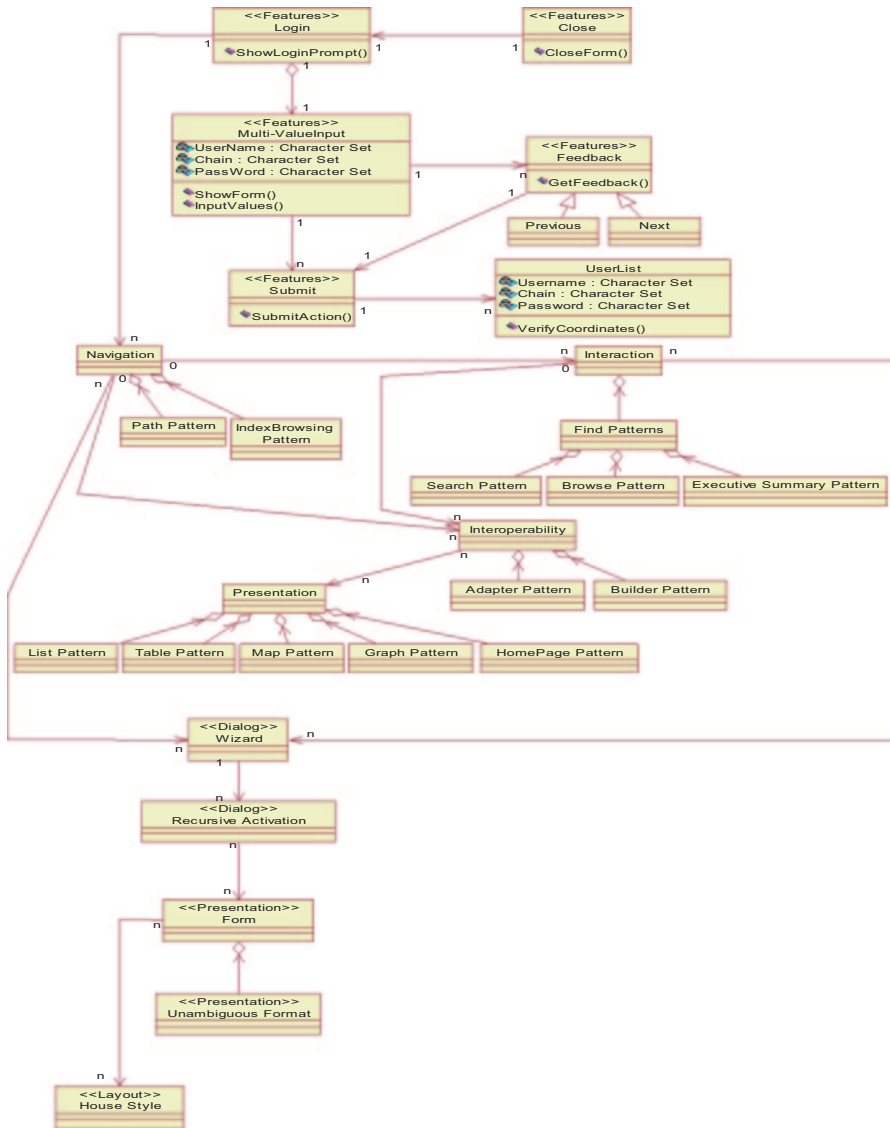 <<Features>>
Login
ShowLoginPrompt()
<<Features>>
Close
CloseForm()
1
1
1
1
1
<<Features>>
Multi-ValueInput
UserName : Character Set
Chain : Character Set
PassWord : Character Set
ShowForm()
InputValues()
1
n
<<Features>>
Feedback
GetFeedback()
1
Previous
Next
1
1
n
<<Features>>
Submit
SubmitAction()
1
n
UserList
Username : Character Set
Chain : Character Set
Password : Character Set
VerifyCoordinates()
n
Navigation
0
n
0
n
Interaction
n
0
Path Pattern
IndexBrowsing
Pattern
Find Patterns
Search Pattern
Browse Pattern
Executive Summary Pattern
n
n
Interoperability
n
n
Adapter Pattern
Builder Pattern
Presentation
List Pattern
Table Pattern
Map Pattern
Graph Pattern
HomePage Pattern
<<Dialog>>
Wizard
n
n
1
n
<<Dialog>>
Recursive Activation
n
n
<<Presentation>>
Form
n
<<Presentation>>
Unambiguous Format
n
<<Layout>>
House Style